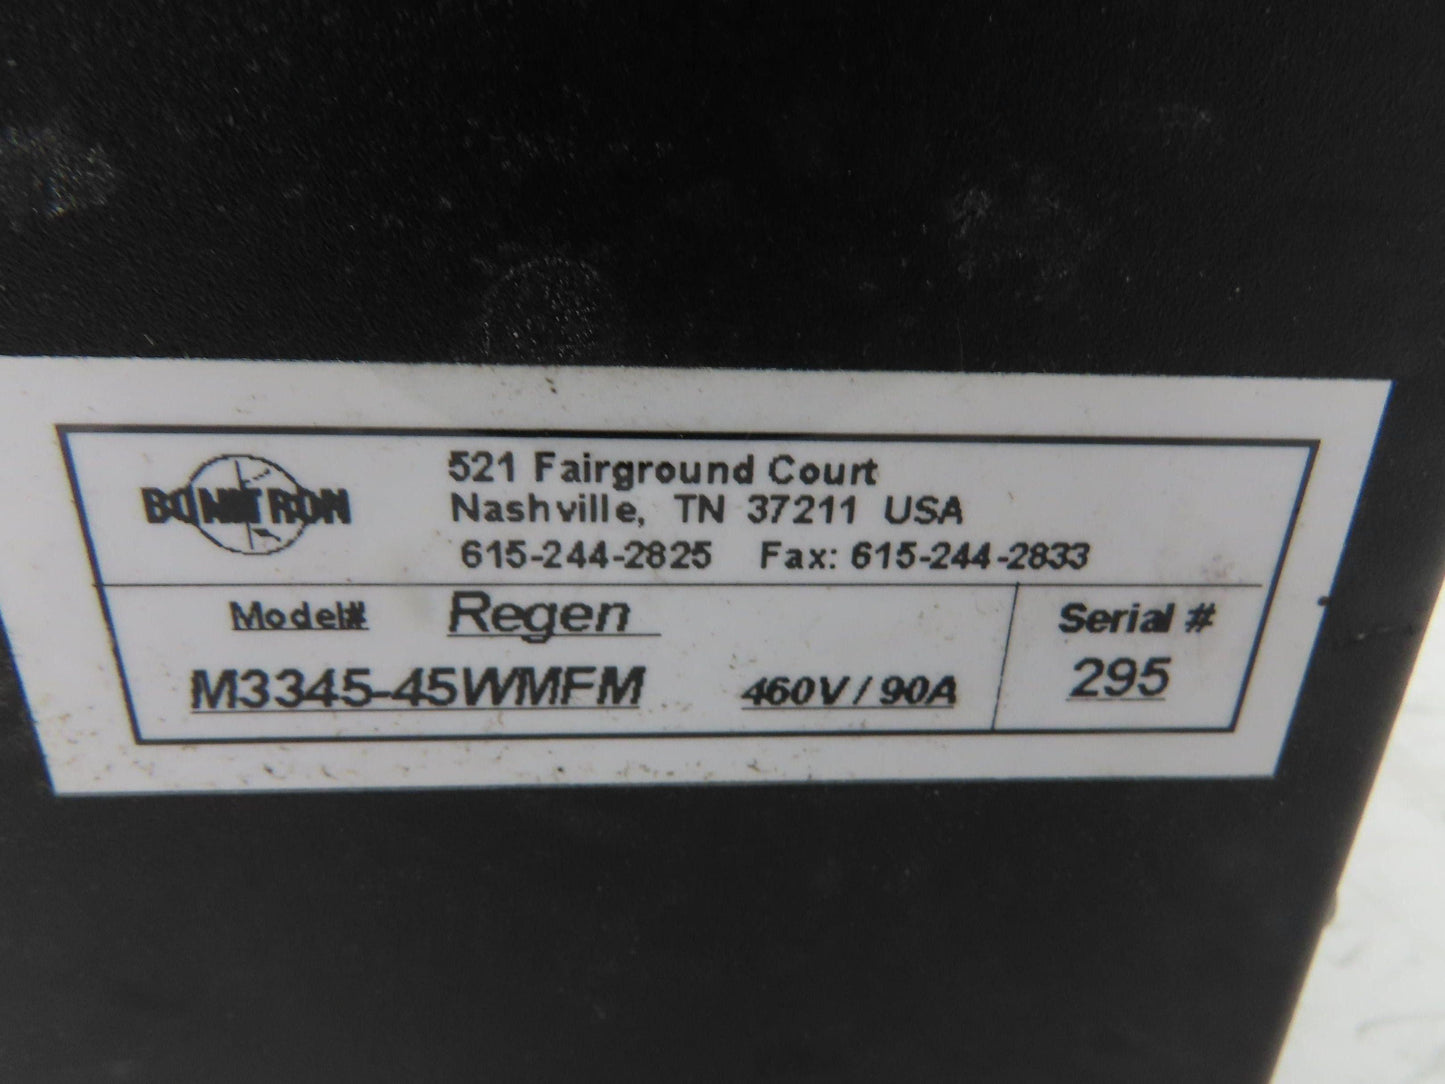 BONITRON
521 Fairground Court
Nashville, TN 37211 USA
615-244-2825 Fax: 615-244-2833
Model# Regen
M3345-45WMFM 460V / 90A
Serial #
295